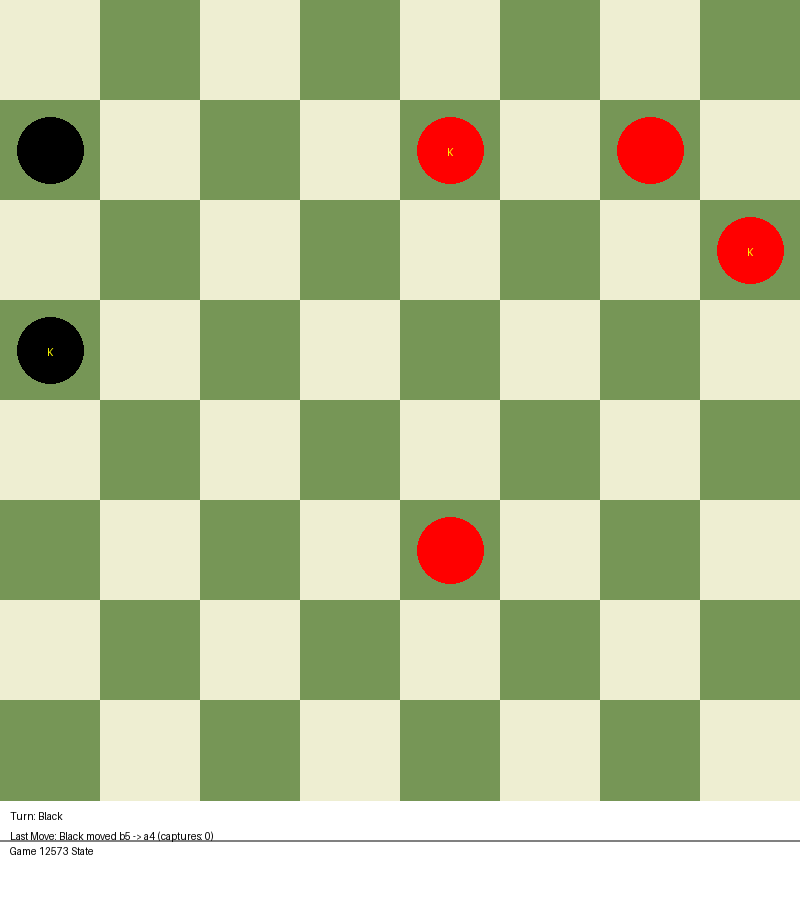 K
K
K
Turn: Black
Last Move: Black moved b5 -> a4 (captures: 0)
Game 12573 State